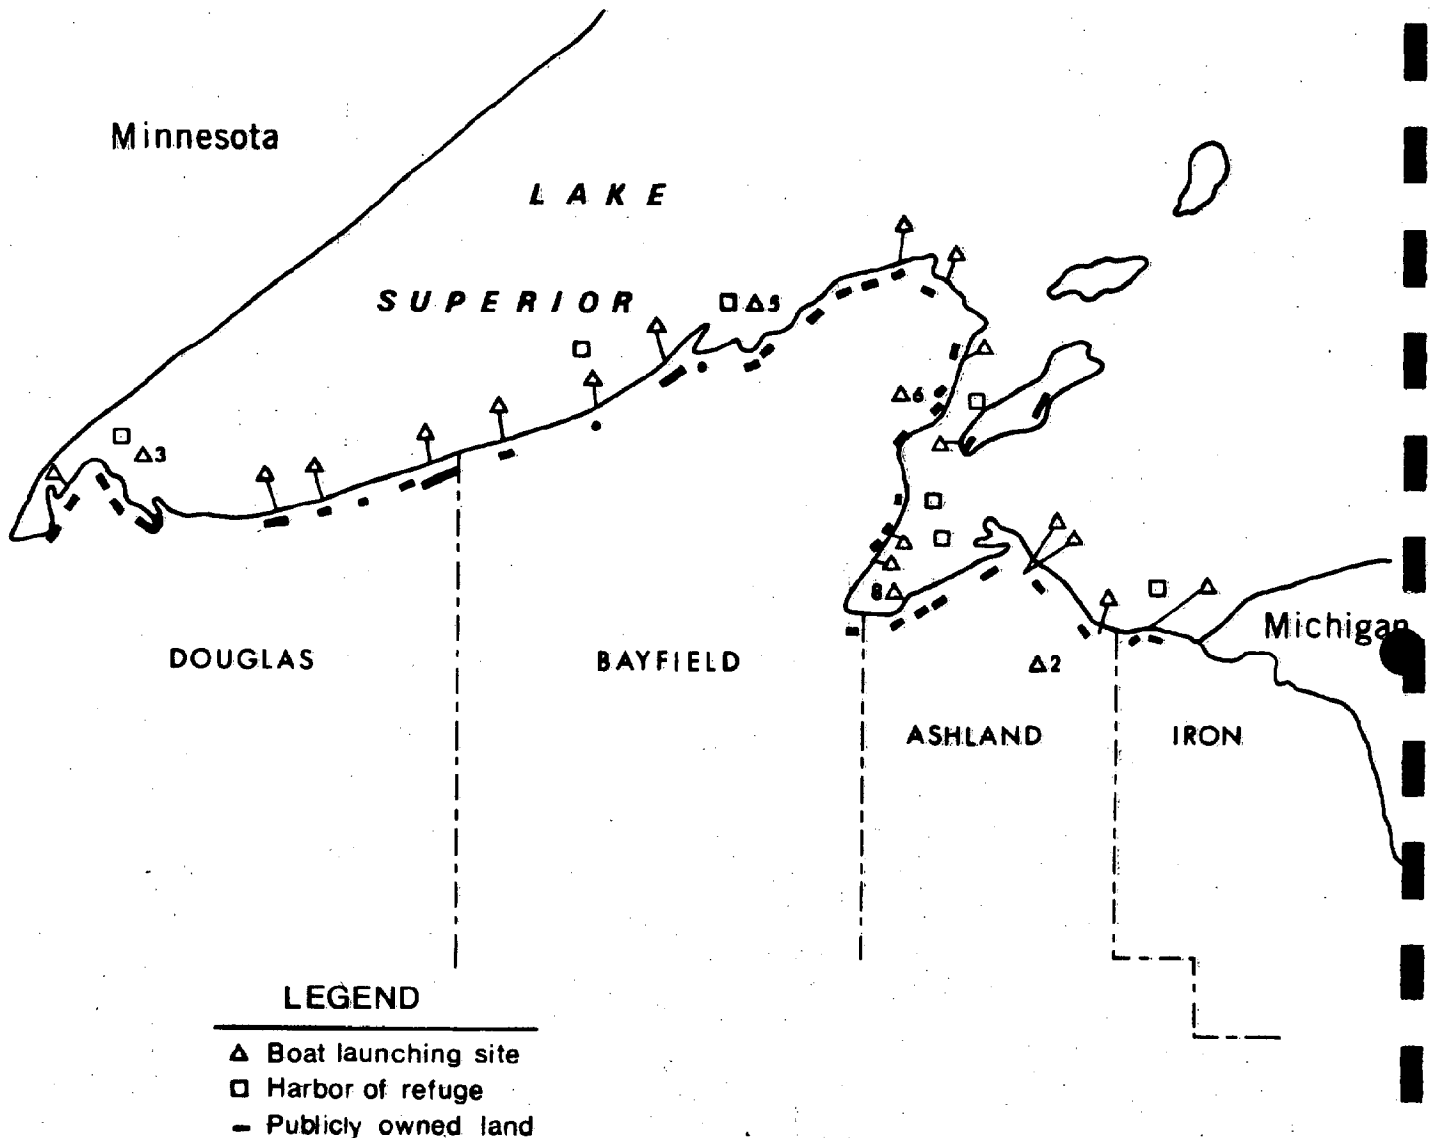 Minnesota
LAKE
SUPERIOR
5
6
3
8
Michigan
2
DOUGLAS
BAYFIELD
ASHLAND
IRON
LEGEND
Boat launching site
Harbor of refuge
Publicly owned land